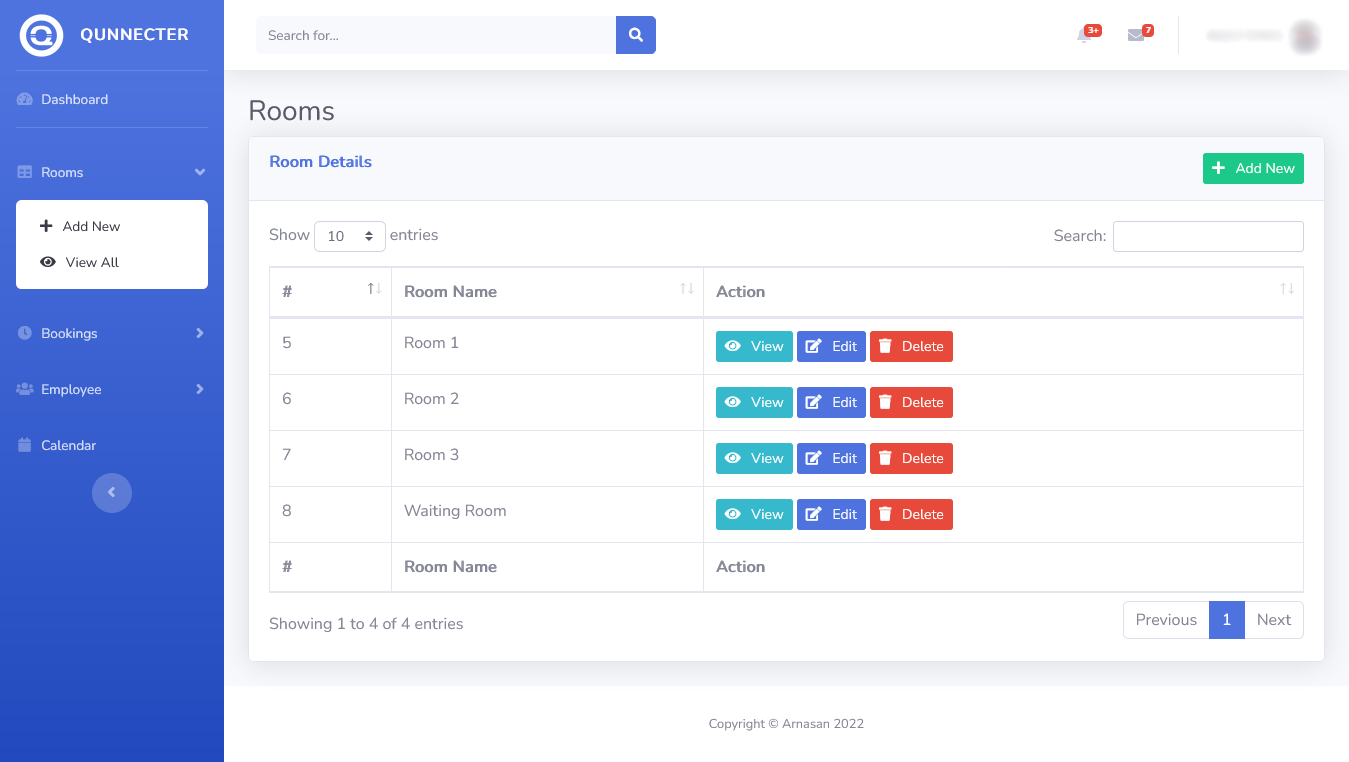 QUNNECTER
Search for...
3+
7
Dashboard
Rooms
Add New
View All
Bookings
Employee
Calendar
Rooms
Room Details
Add New
Show 10 entries
Search:
# Room Name Action
5 Room 1 View Edit Delete
6 Room 2 View Edit Delete
7 Room 3 View Edit Delete
8 Waiting Room View Edit Delete
# Room Name Action
Showing 1 to 4 of 4 entries
Previous 1 Next
Copyright © Arnasan 2022